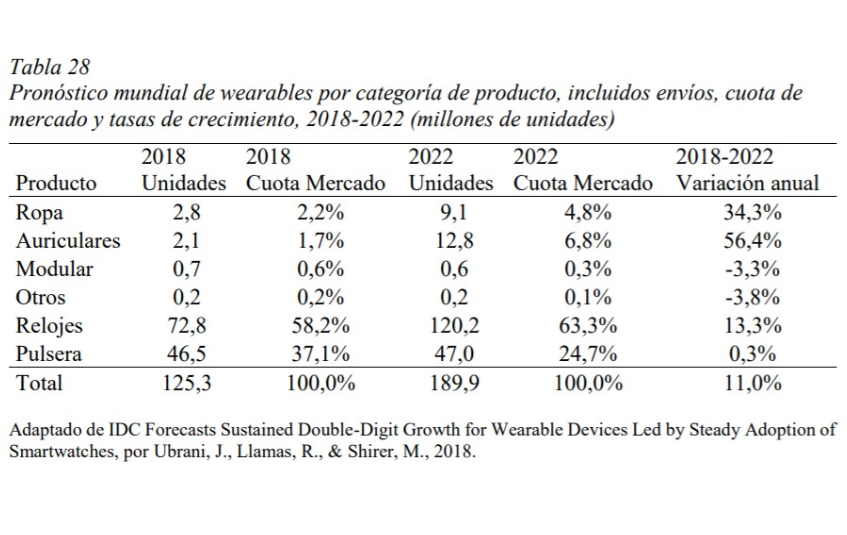 Tabla 28
Pronóstico mundial de wearables por categoría de producto, incluidos envíos, cuota de
mercado y tasas de crecimiento, 2018-2022 (millones de unidades)
2018 2018 2022 2022 2018-2022
Producto Unidades Cuota Mercado Unidades Cuota Mercado Variación anual
Ropa 2,8 2,2% 9,1 4,8% 34,3%
Auriculares 2,1 1,7% 12,8 6,8% 56,4%
Modular 0,7 0,6% 0,6 0,3% -3,3%
Otros 0,2 0,2% 0,2 0,1% -3,8%
Relojes 72,8 58,2% 120,2 63,3% 13,3%
Pulsera 46,5 37,1% 47,0 24,7% 0,3%
Total 125,3 100,0% 189,9 100,0% 11,0%
Adaptado de IDC Forecasts Sustained Double-Digit Growth for Wearable Devices Led by Steady Adoption of
Smartwatches, por Ubrani, J., Llamas, R., & Shirer, M., 2018.